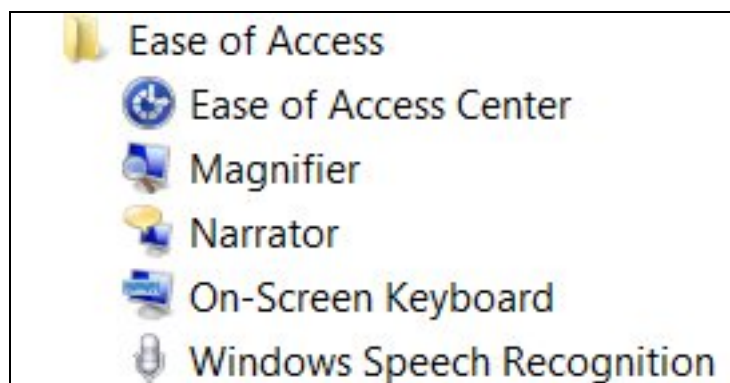 Ease of Access
Ease of Access Center
Magnifier
Narrator
On-Screen Keyboard
Windows Speech Recognition